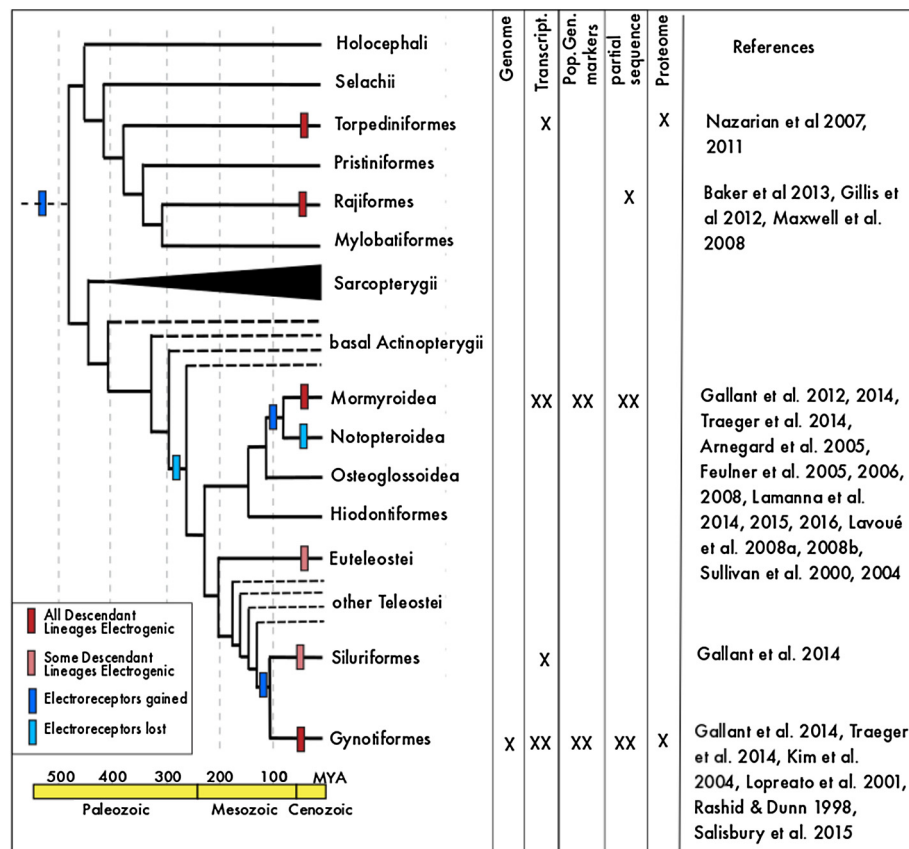 Genome
Transcript.
Pop.Gen.
markers
partial
sequence
Proteome
References
Holocephali
Selachii
Torpediniformes
X
X
Nazarian et al 2007,
2011
Pristiniformes
Rajiformes
X
Baker et al 2013, Gillis
et al 2012, Maxwell et al.
2008
Mylobatiformes
Sarcopterygii
basal Actinopterygii
Mormyroidea
XX
XX
XX
Gallant et al. 2012, 2014,
Traeger et al. 2014,
Arnegard et al. 2005,
Feulner et al. 2005, 2006,
2008, Lamanna et al.
2014, 2015, 2016, Lavoué
et al. 2008a, 2008b,
Sullivan et al. 2000, 2004
Notopteroidea
Osteoglossoidea
Hiodontiformes
Euteleostei
other Teleostei
Siluriformes
X
Gallant et al. 2014
Gynotiformes
X
XX
XX
XX
X
Gallant et al. 2014, Traeger
et al. 2014, Kim et al.
2004, Lopreato et al. 2001,
Rashid & Dunn 1998,
Salisbury et al. 2015
All Descendant
Lineages Electrogenic
Some Descendant
Lineages Electrogenic
Electroreceptors gained
Electroreceptors lost
500 400 300 200 100 MYA
Paleozoic Mesozoic Cenozoic